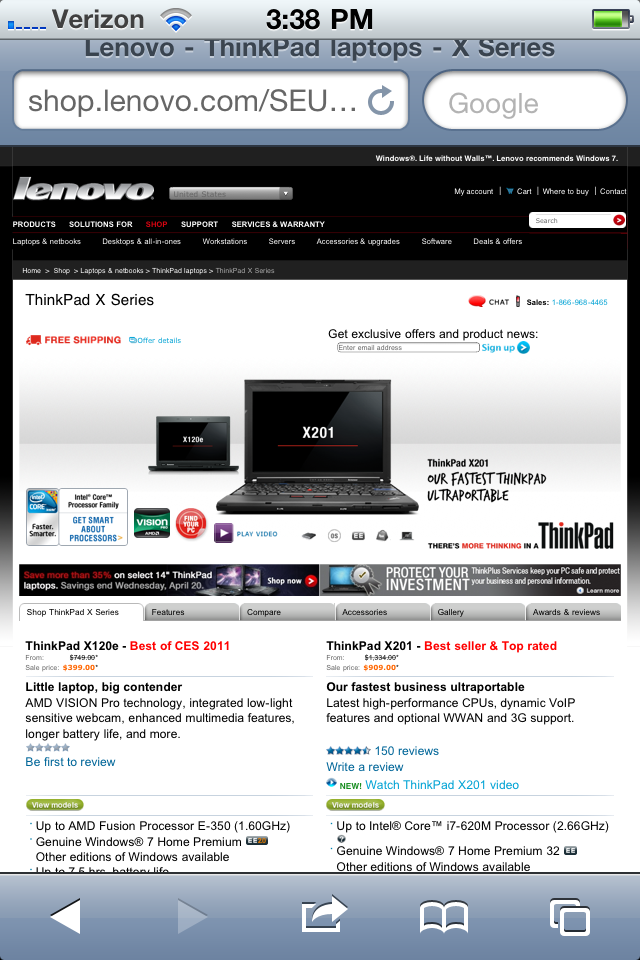 Verizon 3:38 PM
Lenovo - ThinkPad laptops - X Series
shop.lenovo.com/SEU... Google
Windows®. Life without Walls™. Lenovo recommends Windows 7.
lenovo United States My account | Cart | Where to buy | Contact
PRODUCTS SOLUTIONS FOR SHOP SUPPORT SERVICES & WARRANTY Search
Laptops & netbooks Desktops & all-in-ones Workstations Servers Accessories & upgrades Software Deals & offers
Home > Shop > Laptops & netbooks > ThinkPad laptops > ThinkPad X Series
ThinkPad X Series CHAT Sales: 1-866-968-4465
FREE SHIPPING Offer details
Get exclusive offers and product news:
Enter email address Sign up
X120e
X201
ThinkPad X201
OUR FASTEST THINKPAD
ULTRAPORTABLE
intel CORE Faster. Smarter.
Intel® Core™
Processor Family
GET SMART
ABOUT
PROCESSORS>
VISION PRO AMD
FIND YOUR PC
PLAY VIDEO
OS EE
THERE'S MORE THINKING IN A ThinkPad
Save more than 35% on select 14" ThinkPad
laptops. Savings end Wednesday, April 20.
Shop now
PROTECT YOUR
INVESTMENT
ThinkPlus Services keep your PC safe and protect
your business and personal information.
Learn more
Shop ThinkPad X Series Features Compare Accessories Gallery Awards & reviews
ThinkPad X120e - Best of CES 2011
From: $749.00*
Sale price: $399.00*
Little laptop, big contender
AMD VISION Pro technology, integrated low-light
sensitive webcam, enhanced multimedia features,
longer battery life, and more.
Be first to review
View models
Up to AMD Fusion Processor E-350 (1.60GHz)
Genuine Windows® 7 Home Premium EE2.0
Other editions of Windows available
Up to 7.5 hrs. battery life
ThinkPad X201 - Best seller & Top rated
From: $1,334.00*
Sale price: $909.00*
Our fastest business ultraportable
Latest high-performance CPUs, dynamic VoIP
features and optional WWAN and 3G support.
150 reviews
Write a review
NEW! Watch ThinkPad X201 video
View models
Up to Intel® Core™ i7-620M Processor (2.66GHz)
?
Genuine Windows® 7 Home Premium 32 EE
Other editions of Windows available